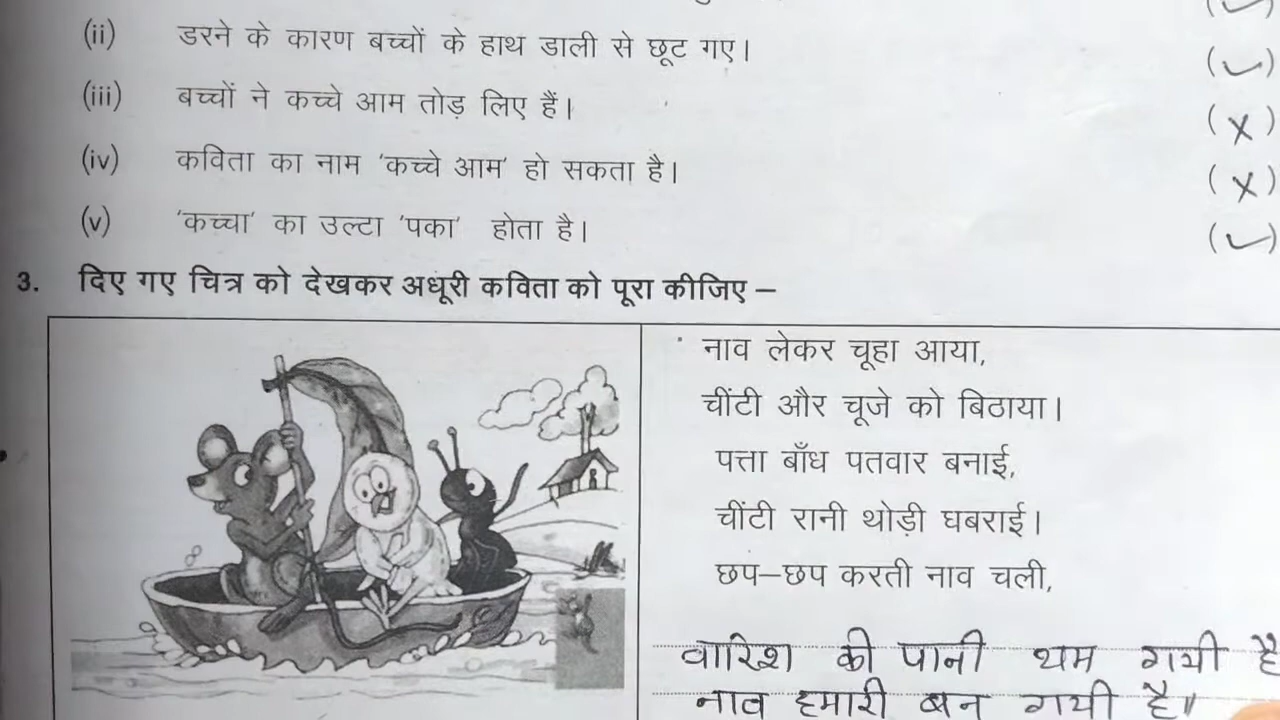 (ii) डरने के कारण बच्चों के हाथ डाली से छूट गए। (✓)
(iii) बच्चों ने कच्चे आम तोड़ लिए हैं। (×)
(iv) कविता का नाम 'कच्चे आम' हो सकता है। (×)
(v) 'कच्चा' का उल्टा 'पका' होता है। (✓)
3. दिए गए चित्र को देखकर अधूरी कविता को पूरा कीजिए –
नाव लेकर चूहा आया,
चींटी और चूजे को बिठाया।
पत्ता बाँध पतवार बनाई,
चींटी रानी थोड़ी घबराई।
छप–छप करती नाव चली,
वारिश की पानी थम गयी है
नाव हमारी बन गयी है॥